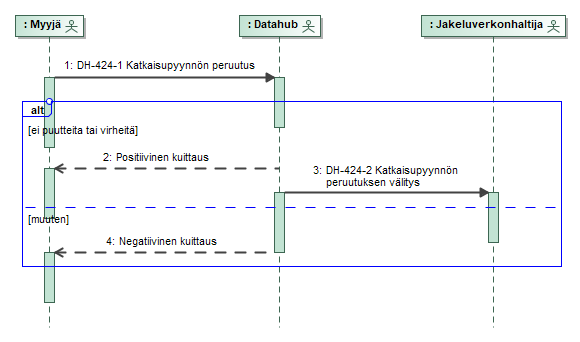 : Myyjä
: Datahub
: Jakeluverkonhaltija
1: DH-424-1 Katkaisupyynnön peruutus
alt
[ei puutteita tai virheitä]
2: Positiivinen kuittaus
3: DH-424-2 Katkaisupyynnön
peruutuksen välitys
[muuten]
4: Negatiivinen kuittaus